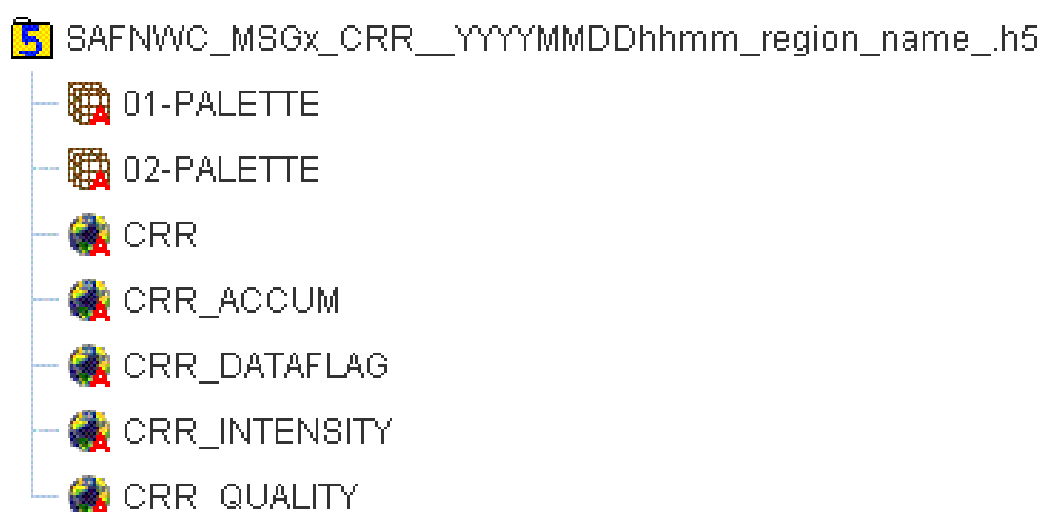 SAFNWC_MSGx_CRR__YYYYMMDDhhmm_region_name_.h5
01-PALETTE
02-PALETTE
CRR
CRR_ACCUM
CRR_DATAFLAG
CRR_INTENSITY
CRR_QUALITY